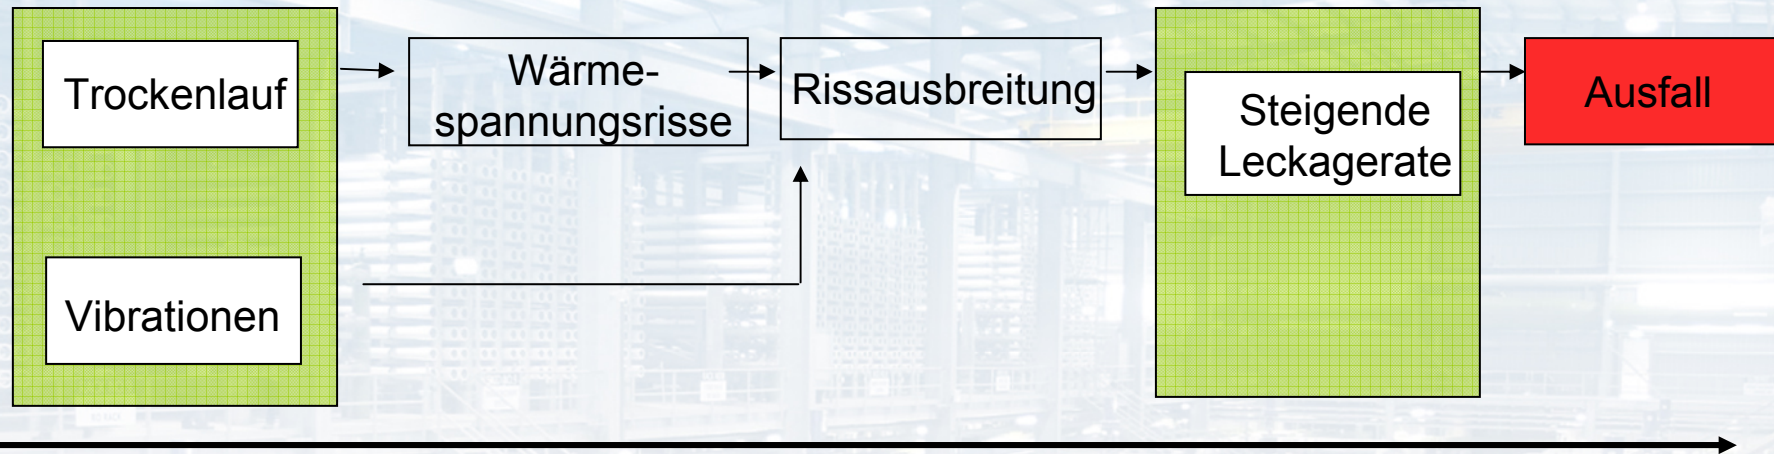 Trockenlauf
Wärme-
spannungsrisse
Rissausbreitung
Steigende
Leckagerate
Ausfall
Vibrationen